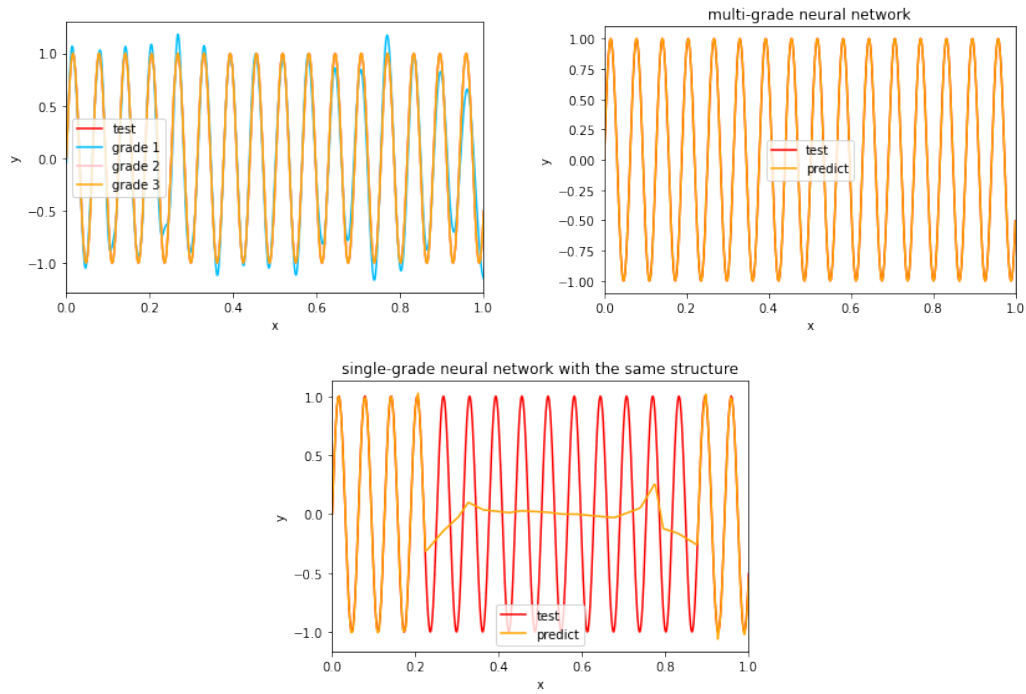 1.0
0.5
0.0
−0.5
−1.0
y
test
grade 1
grade 2
grade 3
0.0 0.2 0.4 0.6 0.8 1.0
x
multi-grade neural network
1.00
0.75
0.50
0.25
0.00
−0.25
−0.50
−0.75
−1.00
y
test
predict
0.0 0.2 0.4 0.6 0.8 1.0
x
single-grade neural network with the same structure
1.0
0.5
0.0
−0.5
−1.0
y
test
predict
0.0 0.2 0.4 0.6 0.8 1.0
x